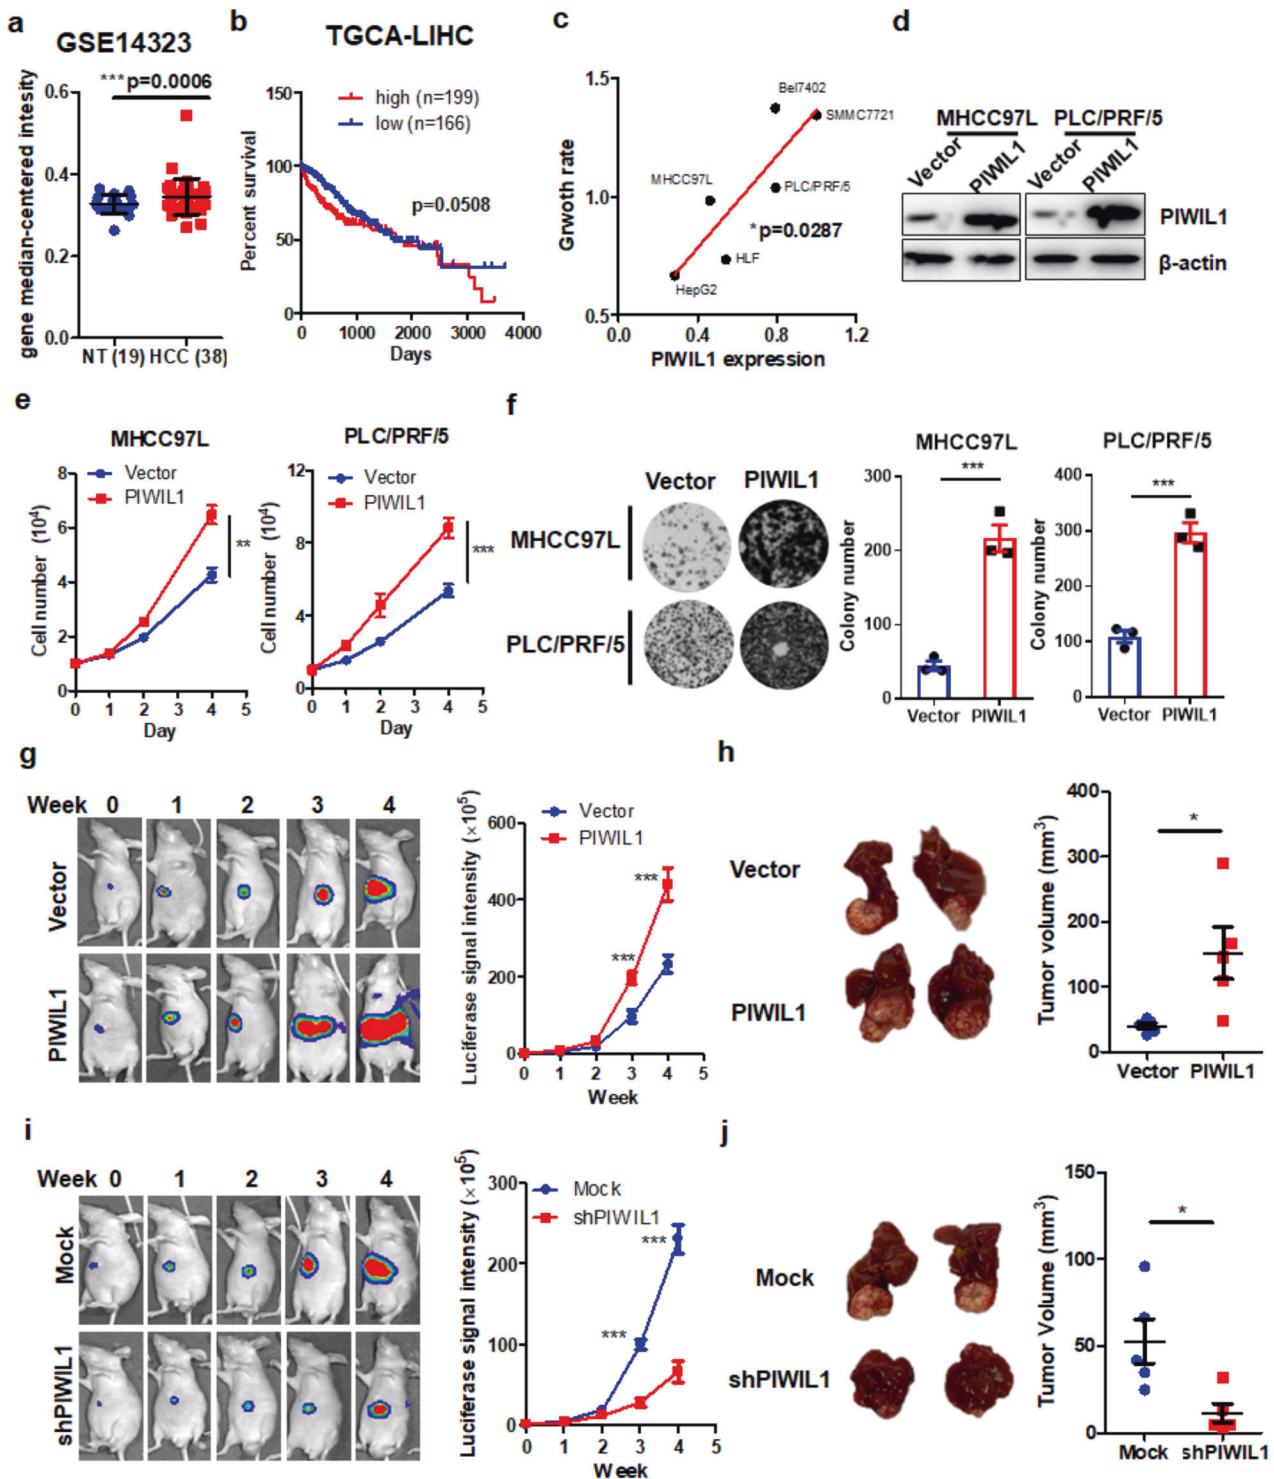 a
GSE14323
***p=0.0006
gene median-centered intesity
0.6
0.4
0.2
0.0
NT (19) HCC (38)
b
TGCA-LIHC
high (n=199)
low (n=166)
p=0.0508
Percent survival
150
100
50
0
0 1000 2000 3000 4000
Days
c
Grwoth rate
1.5
1.0
0.5
Bel7402
SMMC7721
MHCC97L
PLC/PRF/5
*p=0.0287
HLF
HepG2
0.0 0.4 0.8 1.2
PIWIL1 expression
d
MHCC97L PLC/PRF/5
Vector PIWIL1 Vector PIWIL1
PIWIL1
β-actin
e
MHCC97L
Vector
PIWIL1
Cell number (10⁴)
8
6
4
2
0
**
0 1 2 3 4 5
Day
PLC/PRF/5
Vector
PIWIL1
Cell number (10⁴)
12
8
4
0
***
0 1 2 3 4 5
Day
f
Vector PIWIL1
MHCC97L
PLC/PRF/5
MHCC97L
***
Colony number
300
200
100
0
Vector PIWIL1
PLC/PRF/5
***
Colony number
400
300
200
100
0
Vector PIWIL1
g
Week 0 1 2 3 4
Vector
PIWIL1
Luciferase signal intensity (×10⁵)
Vector
PIWIL1
600
400
200
0
***
***
0 1 2 3 4 5
Week
h
Vector
PIWIL1
Tumor volume (mm³)
400
300
200
100
0
*
Vector PIWIL1
i
Week 0 1 2 3 4
Mock
shPIWIL1
Luciferase signal intensity (×10⁵)
Mock
shPIWIL1
300
200
100
0
***
***
0 1 2 3 4 5
Week
j
Mock
shPIWIL1
Tumor Volume (mm³)
150
100
50
0
*
Mock shPIWIL1